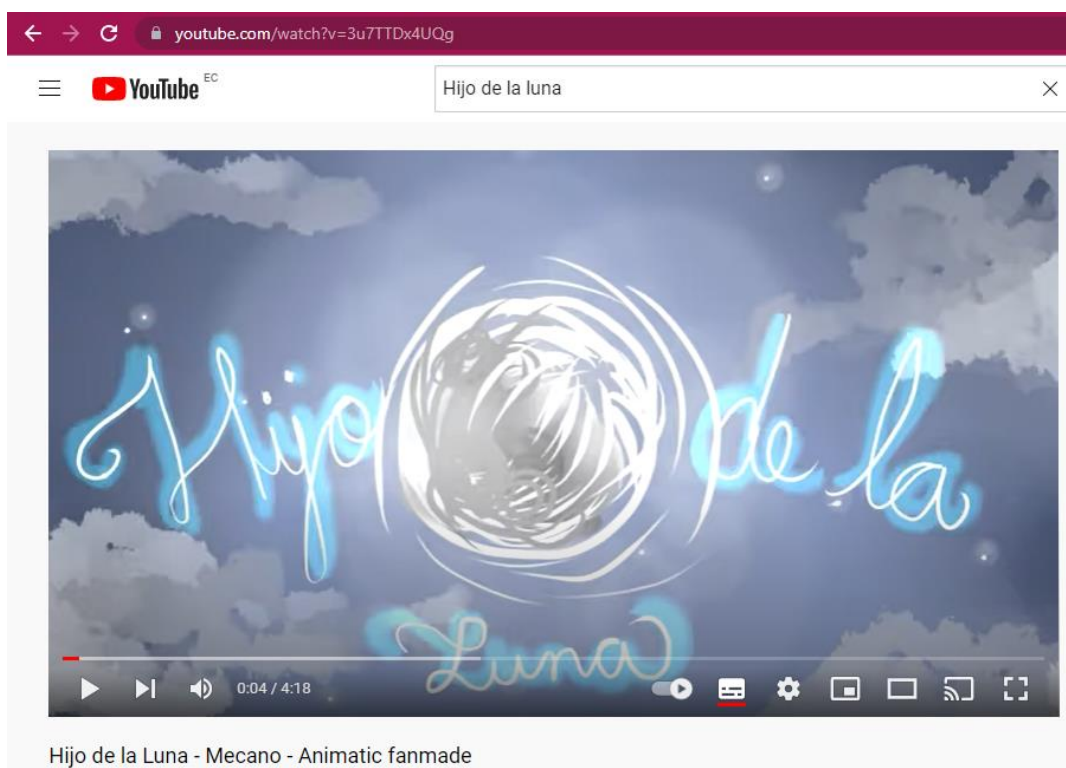 youtube.com/watch?v=3u7TTDx4UQg
YouTube EC
Hijo de la luna
Hijo de la
Luna
0:04 / 4:18
Hijo de la Luna - Mecano - Animatic fanmade